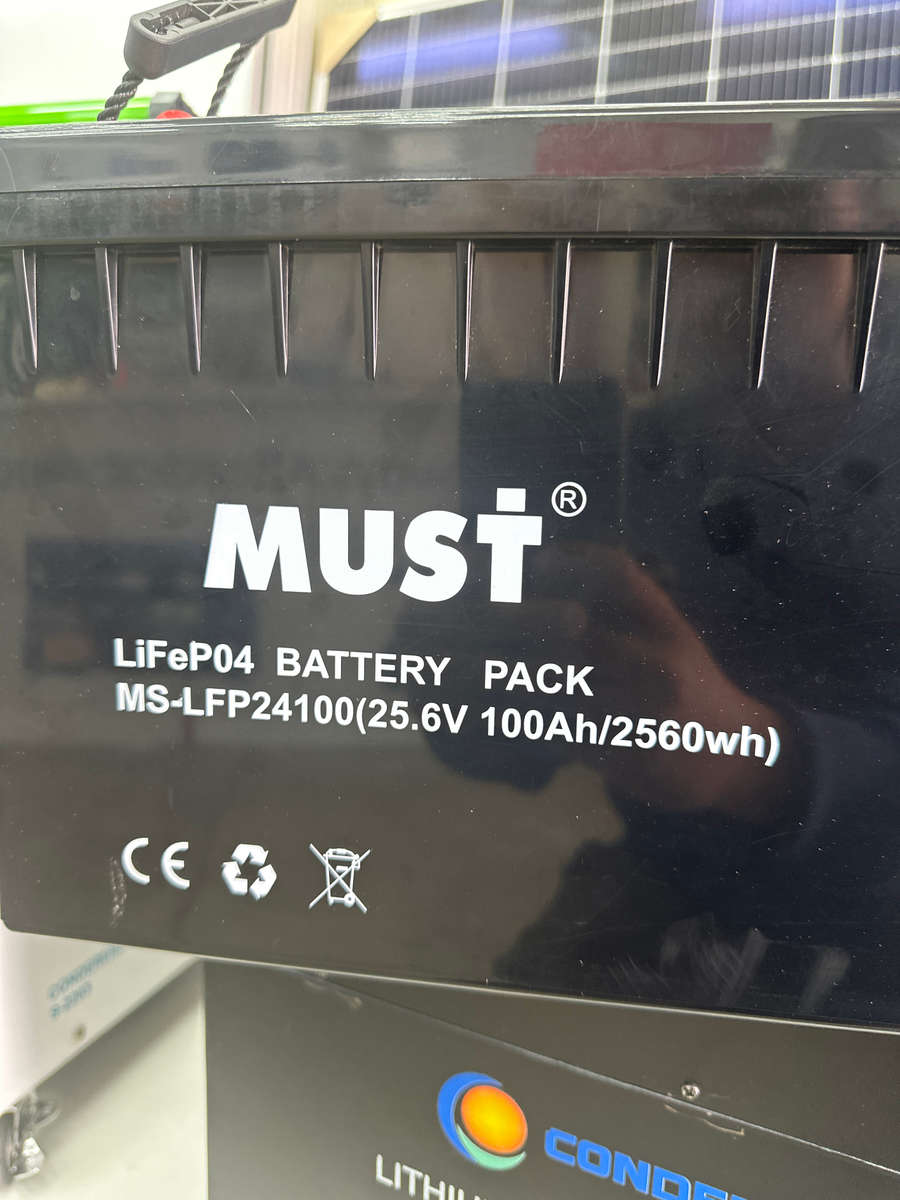 MUST®
LiFeP04 BATTERY PACK
MS-LFP24100(25.6V 100Ah/2560wh)
CE